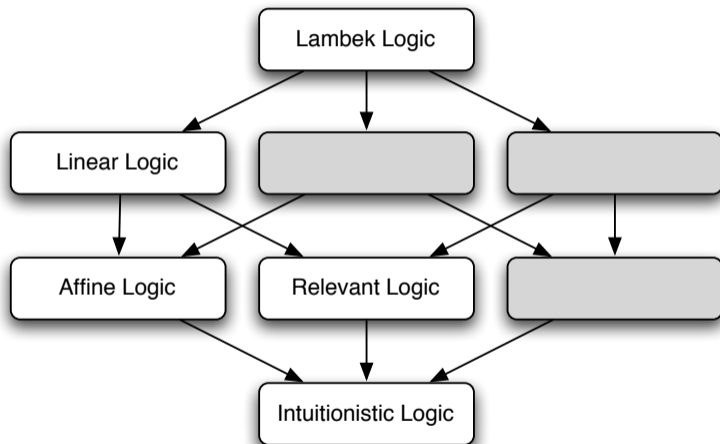 Lambek Logic
Linear Logic
Affine Logic
Relevant Logic
Intuitionistic Logic